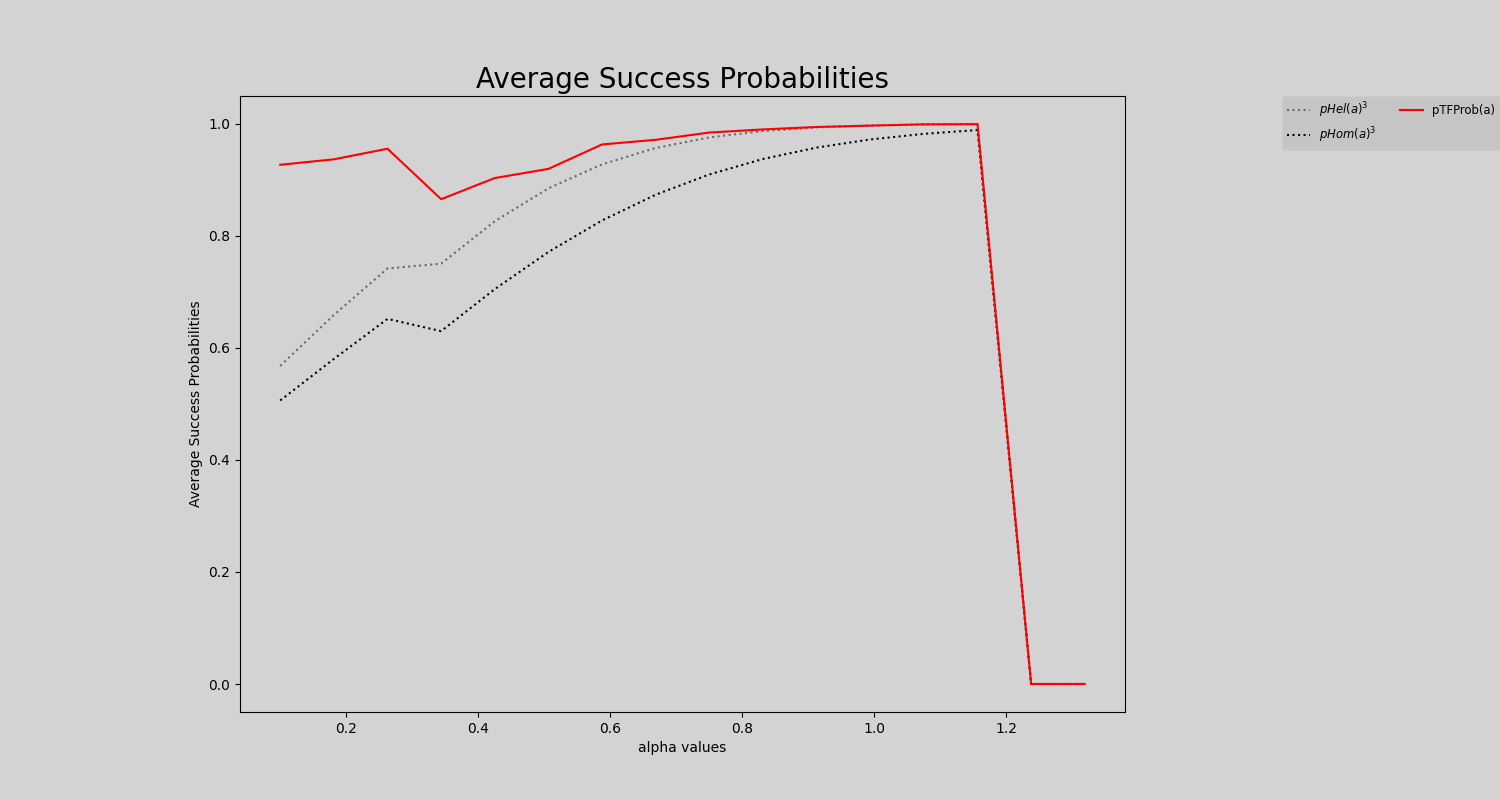 Average Success Probabilities
pHel(a)³
pTFProb(a)
pHom(a)³
1.0
0.8
0.6
0.4
0.2
0.0
Average Success Probabilities
0.2 0.4 0.6 0.8 1.0 1.2
alpha values